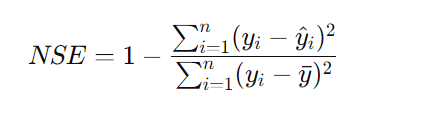 NSE = 1 − \frac{\sum_{i=1}^{n}(y_i − \hat{y}_i)^2}{\sum_{i=1}^{n}(y_i − \bar{y})^2}